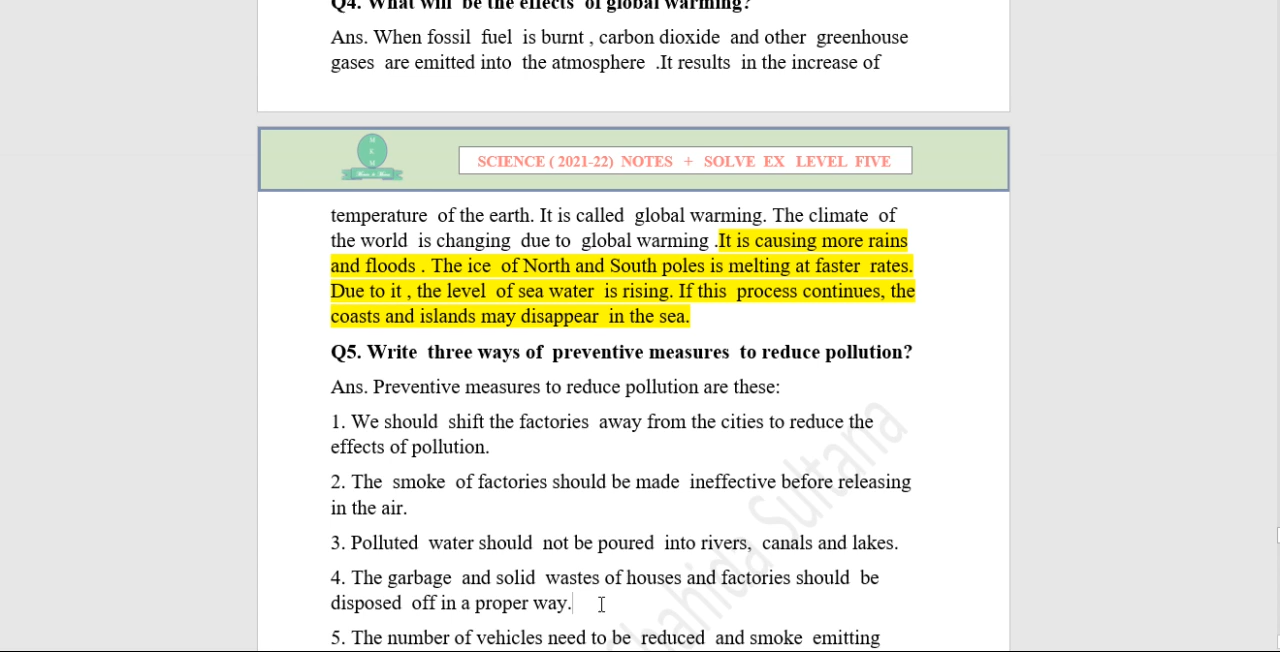 Q4. What will be the effects of global warming?
Ans. When fossil fuel is burnt , carbon dioxide and other greenhouse
gases are emitted into the atmosphere .It results in the increase of
SCIENCE ( 2021-22) NOTES + SOLVE EX LEVEL FIVE
temperature of the earth. It is called global warming. The climate of
the world is changing due to global warming .It is causing more rains
and floods . The ice of North and South poles is melting at faster rates.
Due to it , the level of sea water is rising. If this process continues, the
coasts and islands may disappear in the sea.
Q5. Write three ways of preventive measures to reduce pollution?
Ans. Preventive measures to reduce pollution are these:
1. We should shift the factories away from the cities to reduce the
effects of pollution.
2. The smoke of factories should be made ineffective before releasing
in the air.
3. Polluted water should not be poured into rivers, canals and lakes.
4. The garbage and solid wastes of houses and factories should be
disposed off in a proper way.
5. The number of vehicles need to be reduced and smoke emitting
Sultana